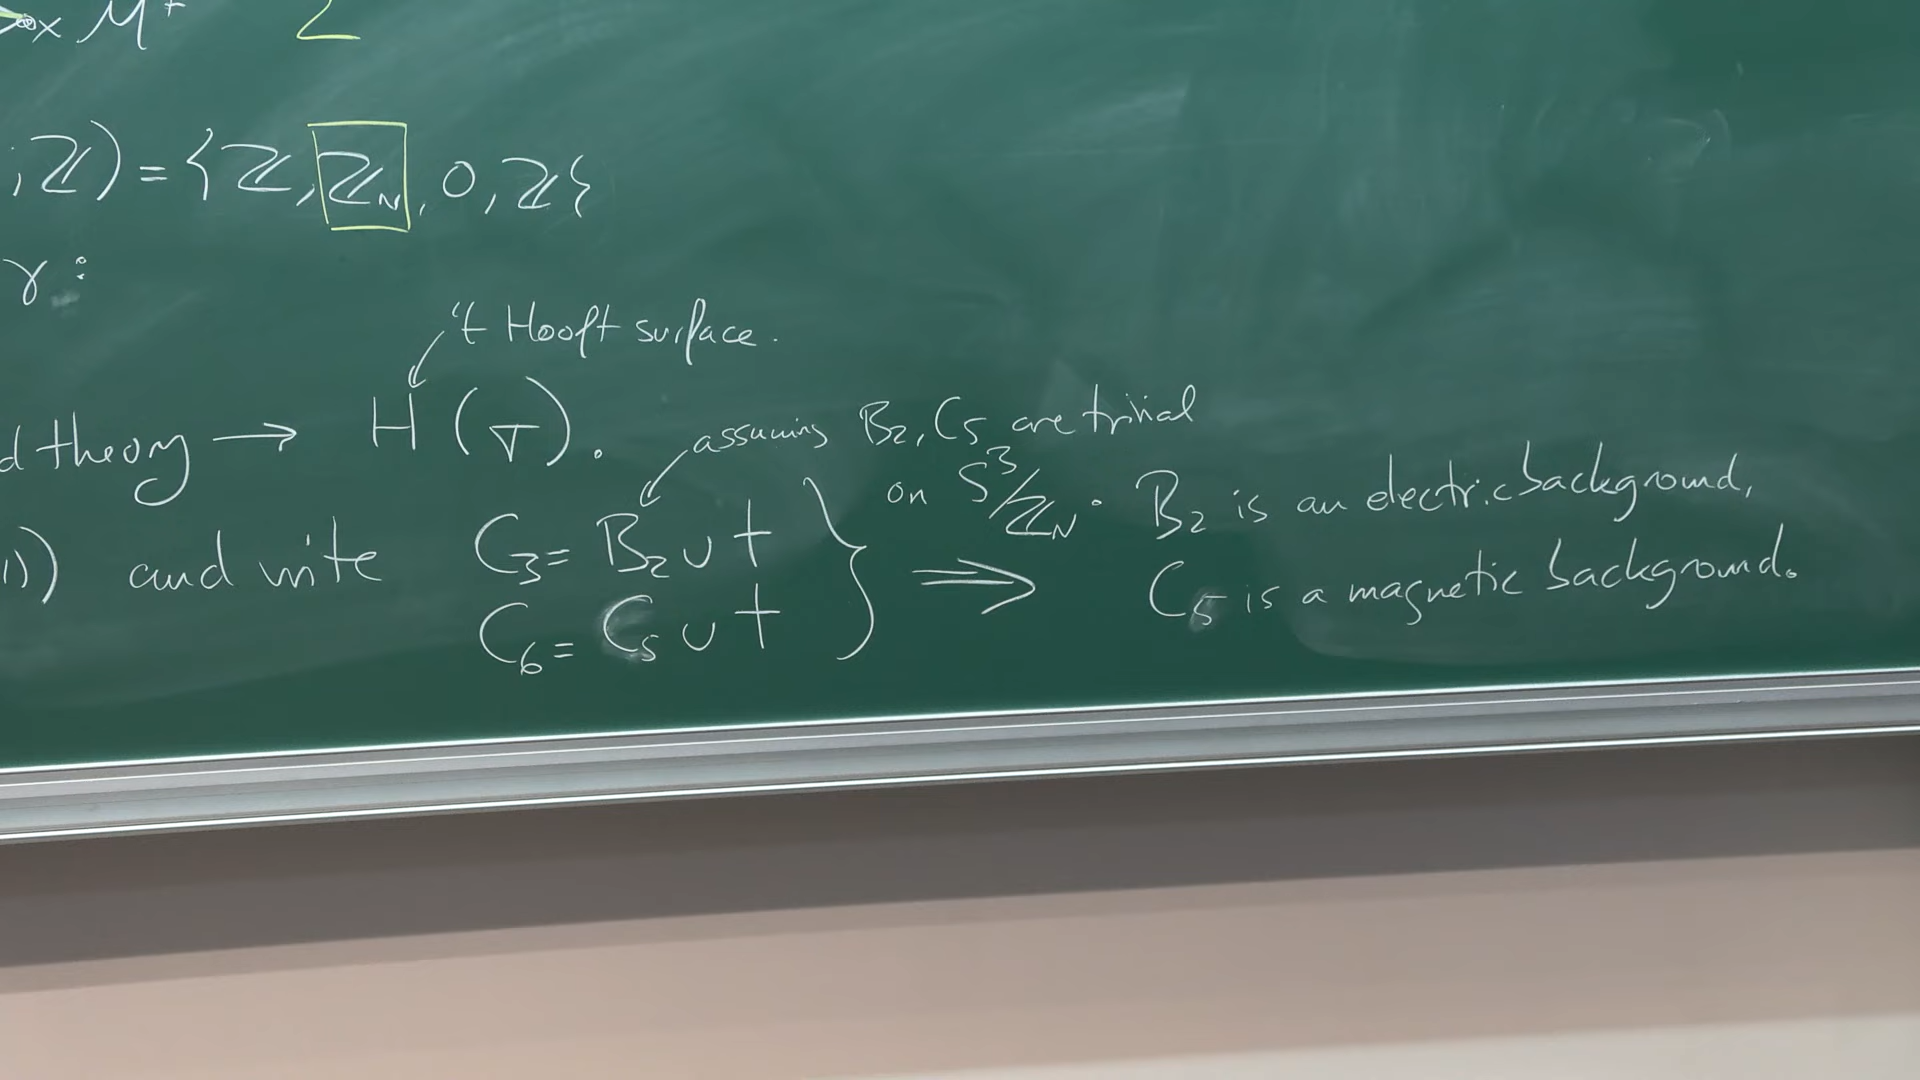 x M⁺ 2
; ℤ) = {ℤ, ℤ_N, 0, ℤ}
γ:
't Hooft surface.
d theory → H(T).
assuming B₂, C₅ are trivial
on S³/ℤ_N.
1)) and write C₃ = B₂ ∪ t
C₆ = C₅ ∪ t
⟹ B₂ is an electric background,
C₅ is a magnetic background.